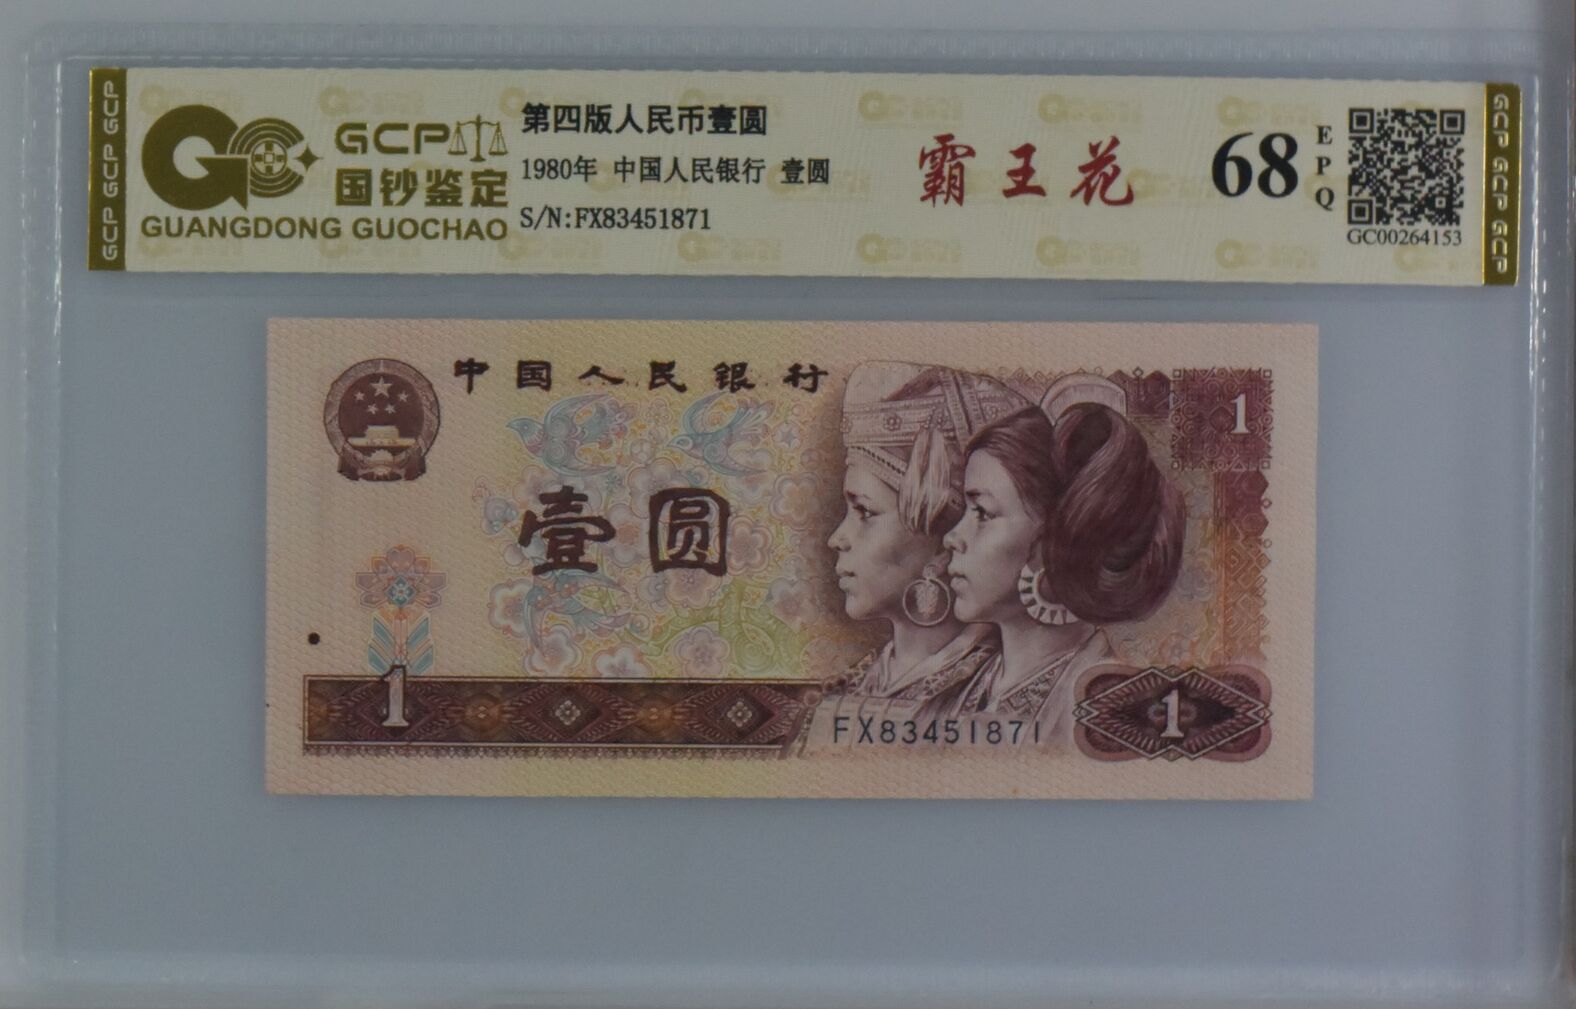 GCP GCP GCP
GCP
国钞鉴定
GUANGDONG GUOCHAO
第四版人民币壹圆
1980年 中国人民银行 壹圆
S/N:FX83451871
霸王花
68
EPQ
GC00264153
GCP GCP GCP
中国人民银行
1
壹圆
1
FX83451871
1